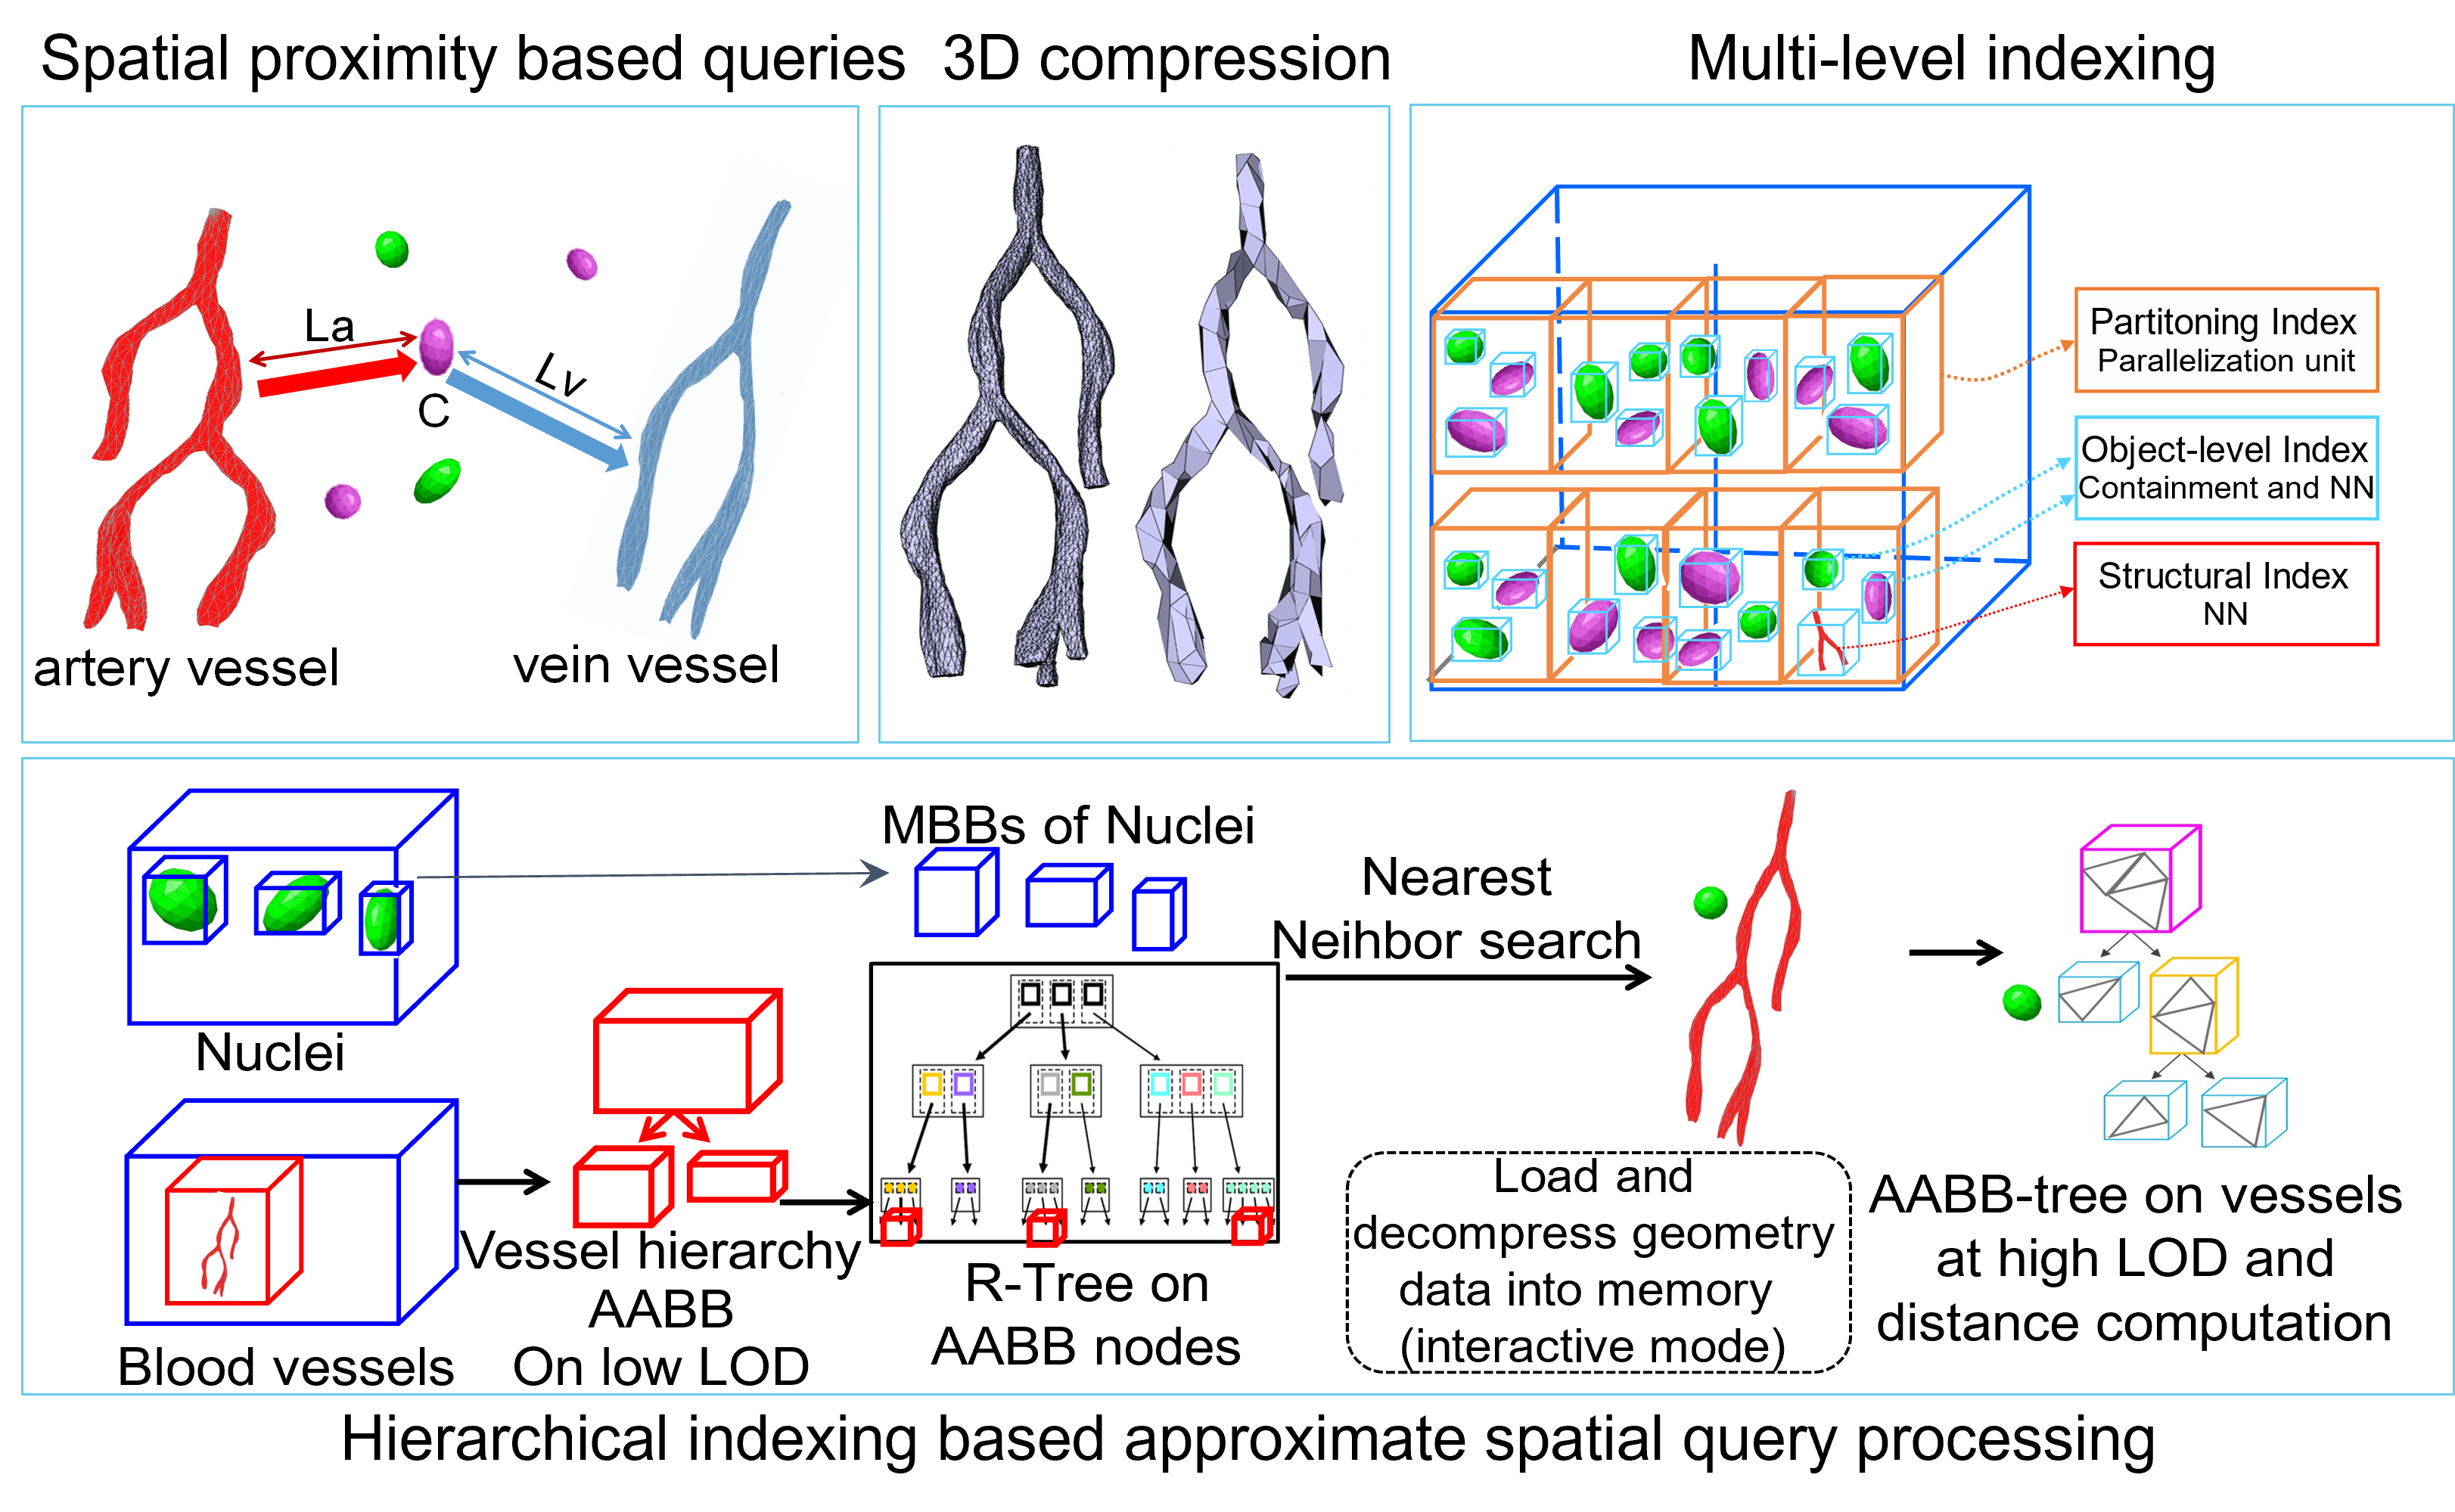 Spatial proximity based queries
3D compression
Multi-level indexing
La
Lv
C
artery vessel
vein vessel
Partitoning Index
Parallelization unit
Object-level Index
Containment and NN
Structural Index
NN
MBBs of Nuclei
Nearest
Neihbor search
Nuclei
Blood vessels
Vessel hierarchy
AABB
On low LOD
R-Tree on
AABB nodes
Load and
decompress geometry
data into memory
(interactive mode)
AABB-tree on vessels
at high LOD and
distance computation
Hierarchical indexing based approximate spatial query processing